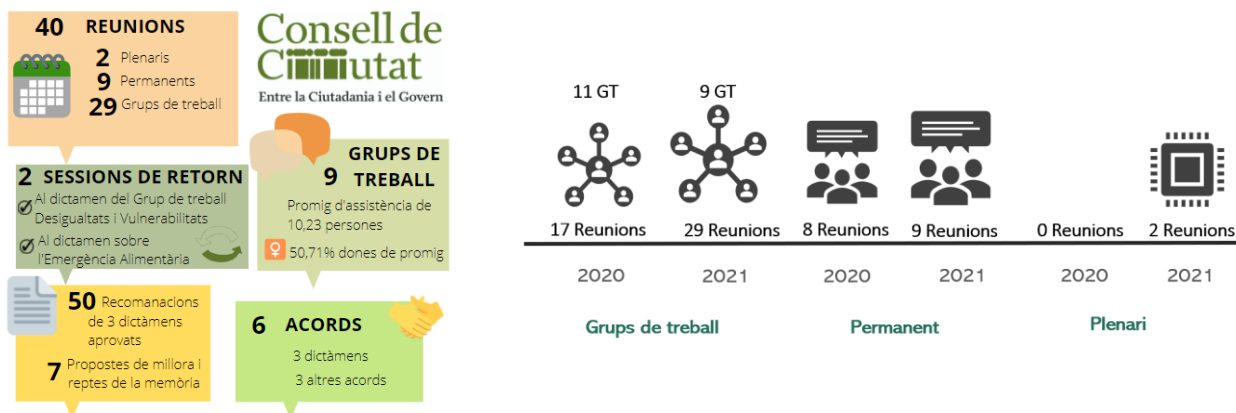 40 REUNIONS
2 Plenaris
9 Permanents
29 Grups de treball
Consell de
Ciutat
Entre la Ciutadania i el Govern
2 SESSIONS DE RETORN
Al dictamen del Grup de treball
Desigualtats i Vulnerabilitats
Al dictamen sobre
l'Emergència Alimentària
9 GRUPS DE
TREBALL
Promig d'assistència de
10,23 persones
50,71% dones de promig
50 Recomanacions
de 3 dictàmens
aprovats
7 Propostes de millora i
reptes de la memòria
6 ACORDS
3 dictàmens
3 altres acords
11 GT
9 GT
17 Reunions
29 Reunions
8 Reunions
9 Reunions
0 Reunions
2 Reunions
2020
2021
2020
2021
2020
2021
Grups de treball
Permanent
Plenari